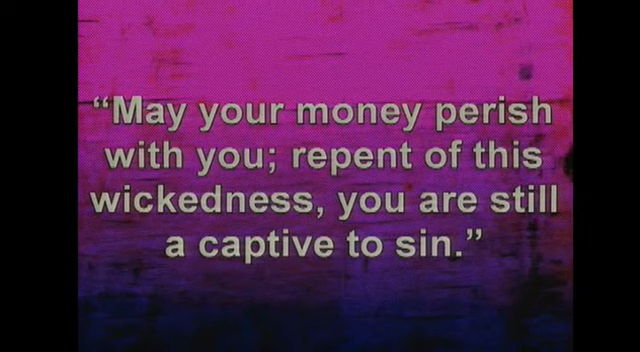 “May your money perish
with you; repent of this
wickedness, you are still
a captive to sin.”